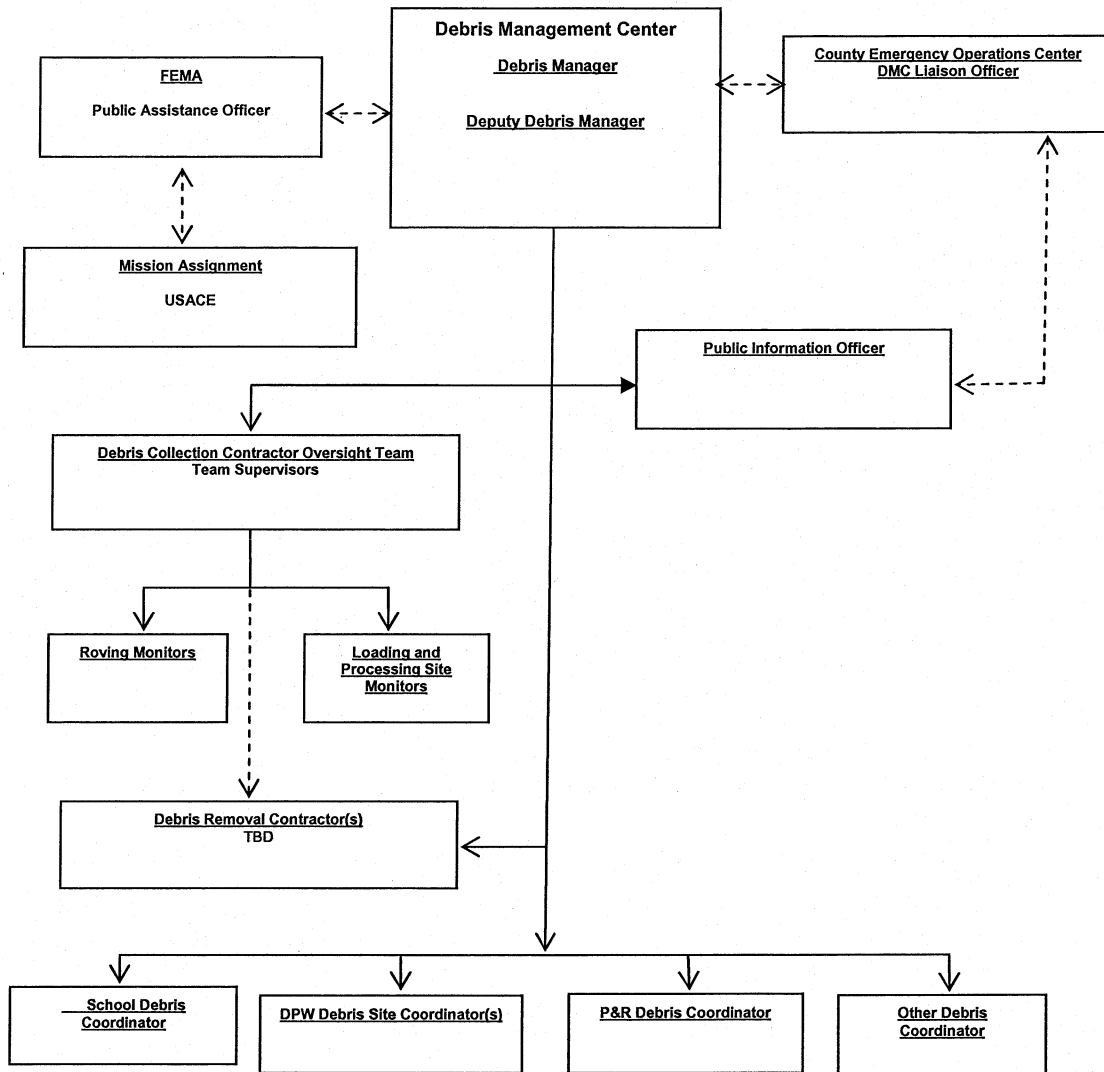 Debris Management Center
Debris Manager
Deputy Debris Manager
FEMA
Public Assistance Officer
County Emergency Operations Center
DMC Liaison Officer
Mission Assignment
USACE
Public Information Officer
Debris Collection Contractor Oversight Team
Team Supervisors
Roving Monitors
Loading and
Processing Site
Monitors
Debris Removal Contractor(s)
TBD
School Debris
Coordinator
DPW Debris Site Coordinator(s)
P&R Debris Coordinator
Other Debris
Coordinator